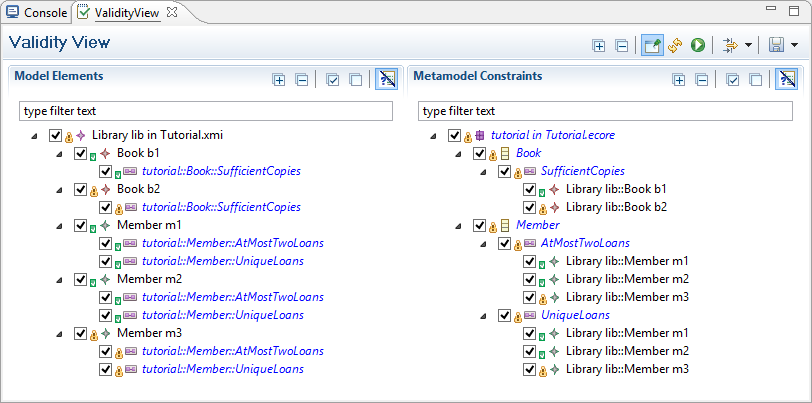 Console ValidityView
Validity View
Model Elements
type filter text
Library lib in Tutorial.xmi
Book b1
tutorial::Book::SufficientCopies
Book b2
tutorial::Book::SufficientCopies
Member m1
tutorial::Member::AtMostTwoLoans
tutorial::Member::UniqueLoans
Member m2
tutorial::Member::AtMostTwoLoans
tutorial::Member::UniqueLoans
Member m3
tutorial::Member::AtMostTwoLoans
tutorial::Member::UniqueLoans
Metamodel Constraints
type filter text
tutorial in Tutorial.ecore
Book
SufficientCopies
Library lib::Book b1
Library lib::Book b2
Member
AtMostTwoLoans
Library lib::Member m1
Library lib::Member m2
Library lib::Member m3
UniqueLoans
Library lib::Member m1
Library lib::Member m2
Library lib::Member m3